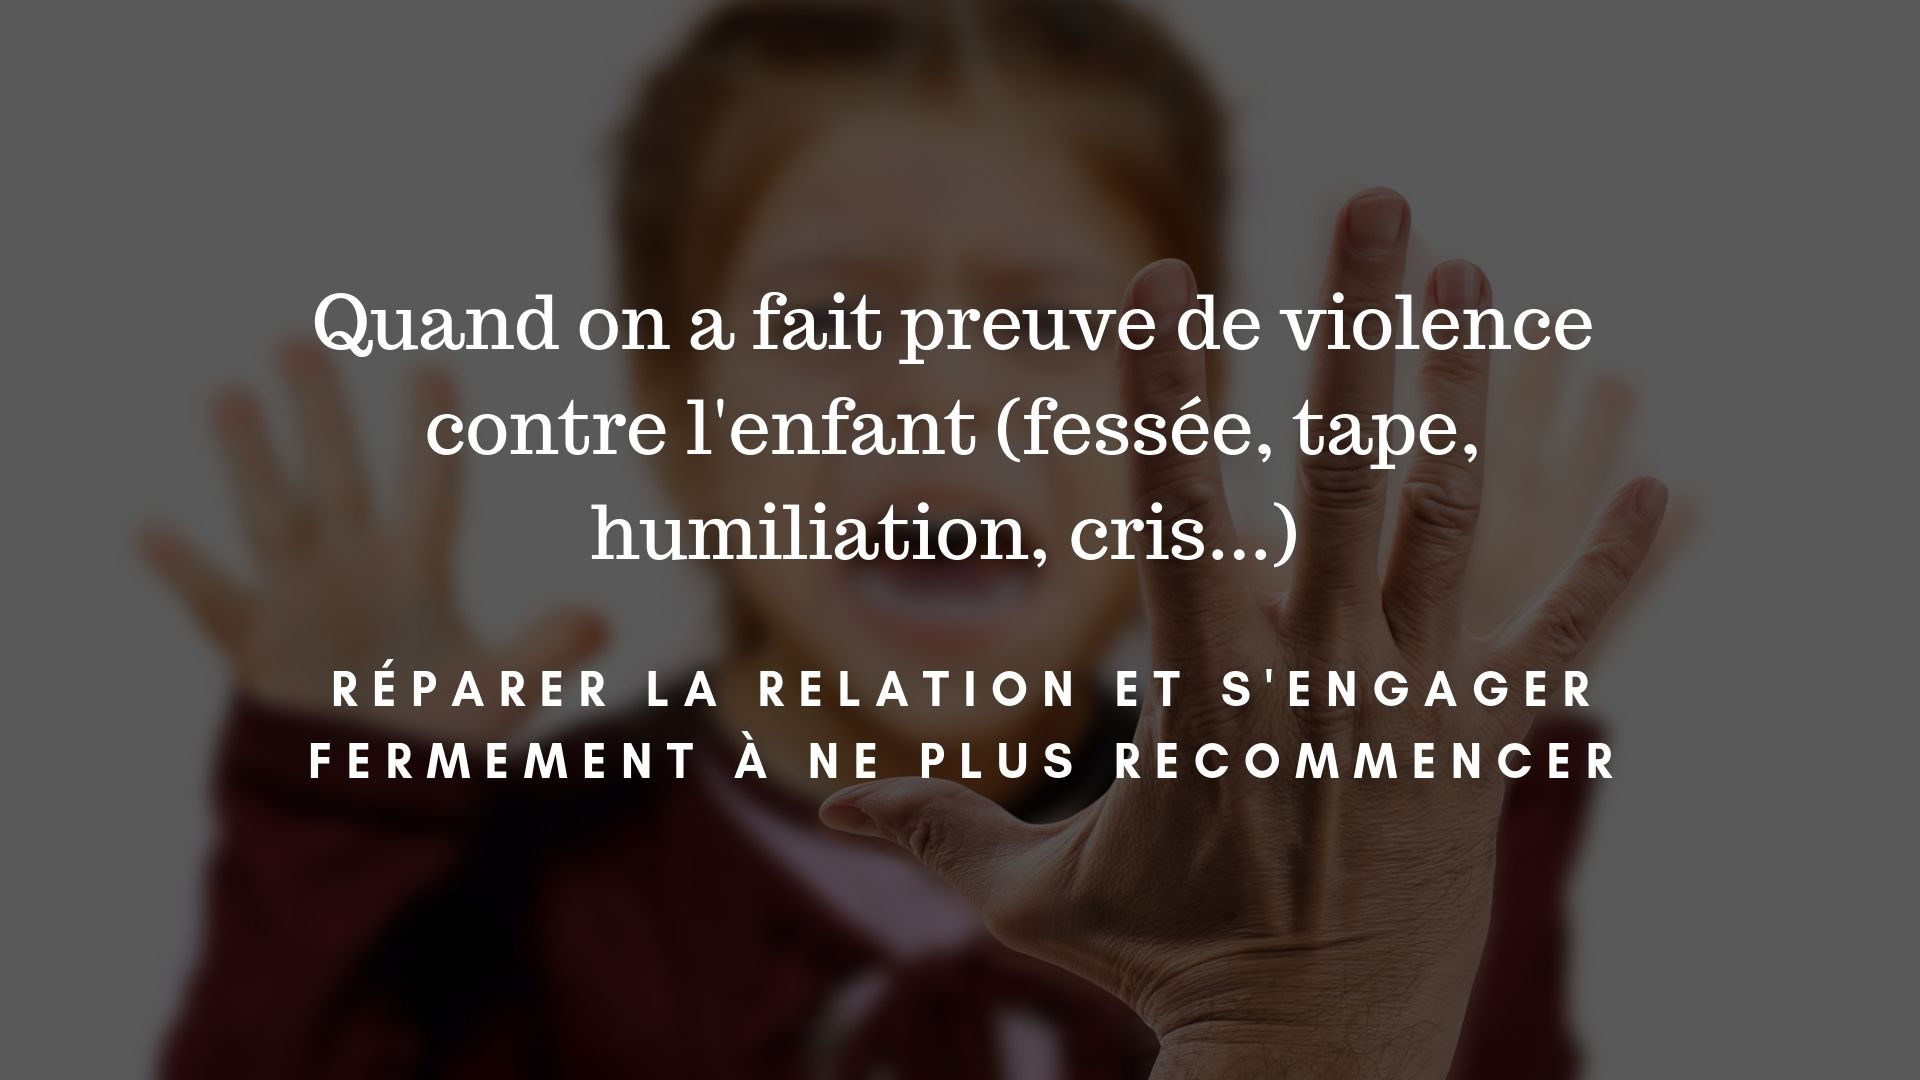 Quand on a fait preuve de violence
contre l'enfant (fessée, tape,
humiliation, cris...)
RÉPARER LA RELATION ET S'ENGAGER
FERMEMENT À NE PLUS RECOMMENCER